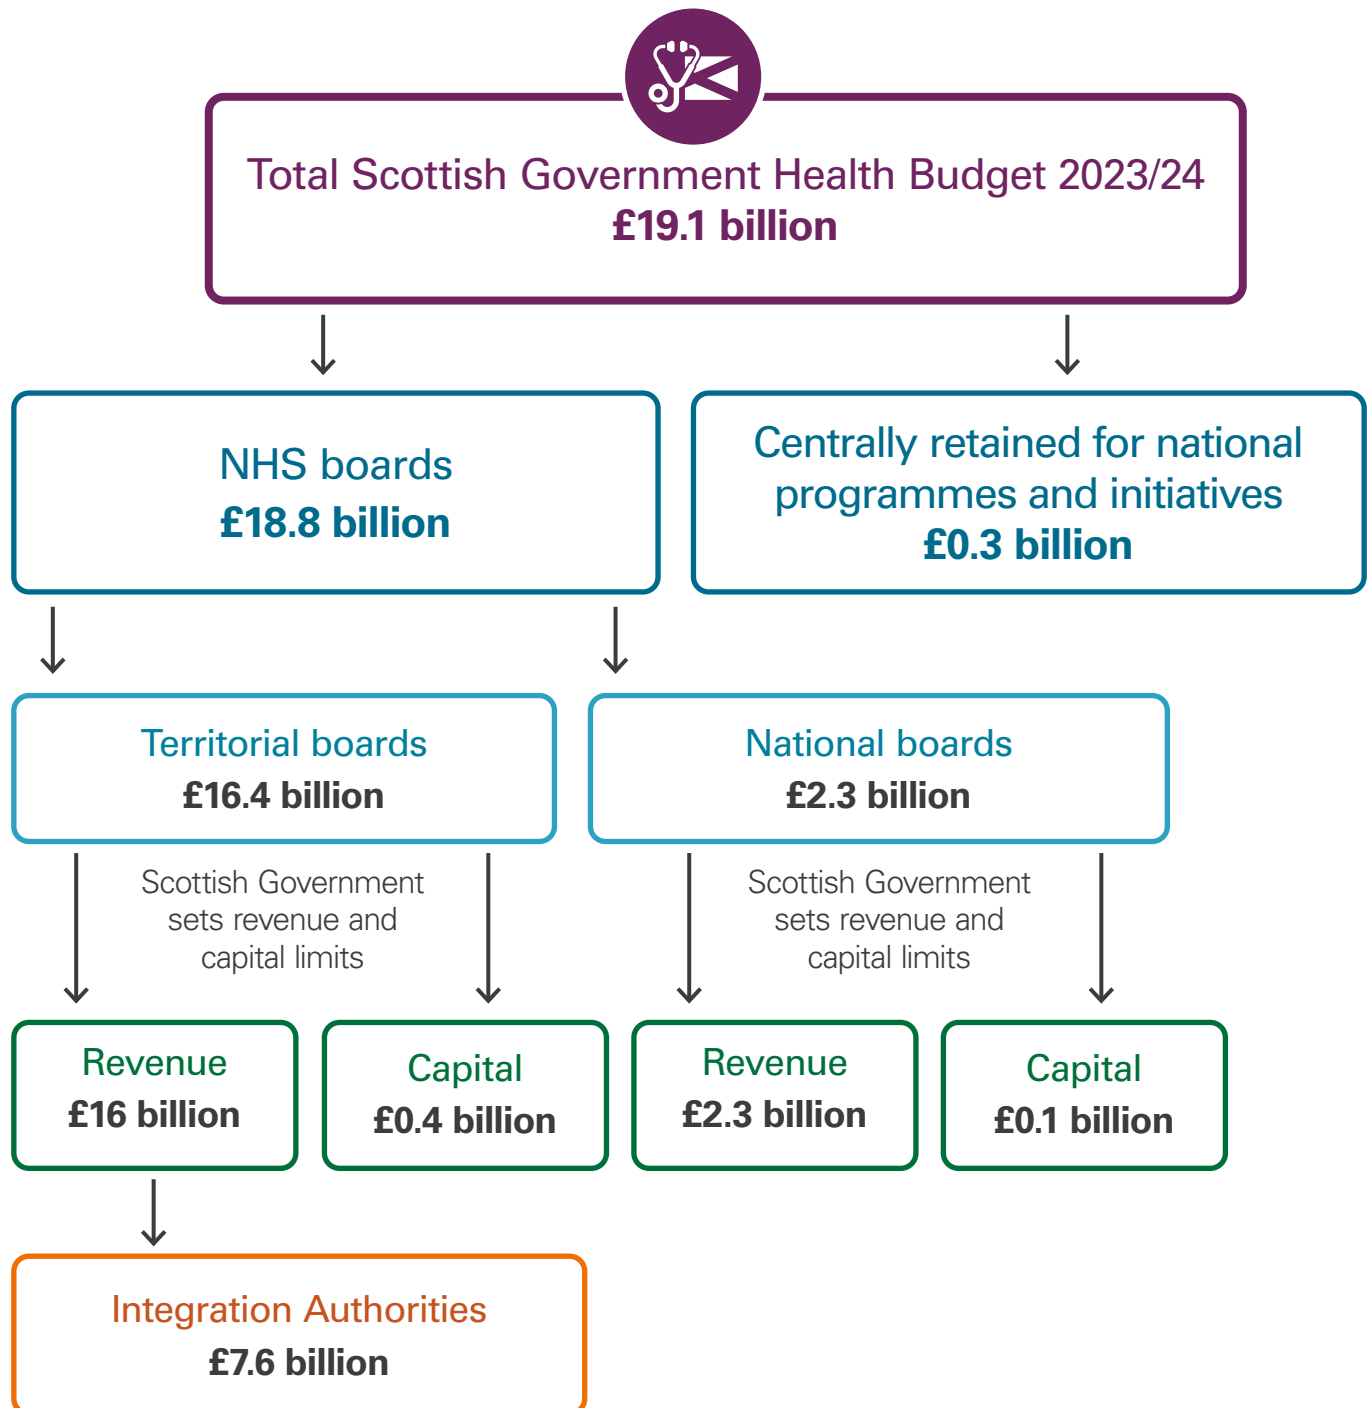 Total Scottish Government Health Budget 2023/24
£19.1 billion
NHS boards
£18.8 billion
Centrally retained for national
programmes and initiatives
£0.3 billion
Territorial boards
£16.4 billion
National boards
£2.3 billion
Scottish Government
sets revenue and
capital limits
Scottish Government
sets revenue and
capital limits
Revenue
£16 billion
Capital
£0.4 billion
Revenue
£2.3 billion
Capital
£0.1 billion
Integration Authorities
£7.6 billion